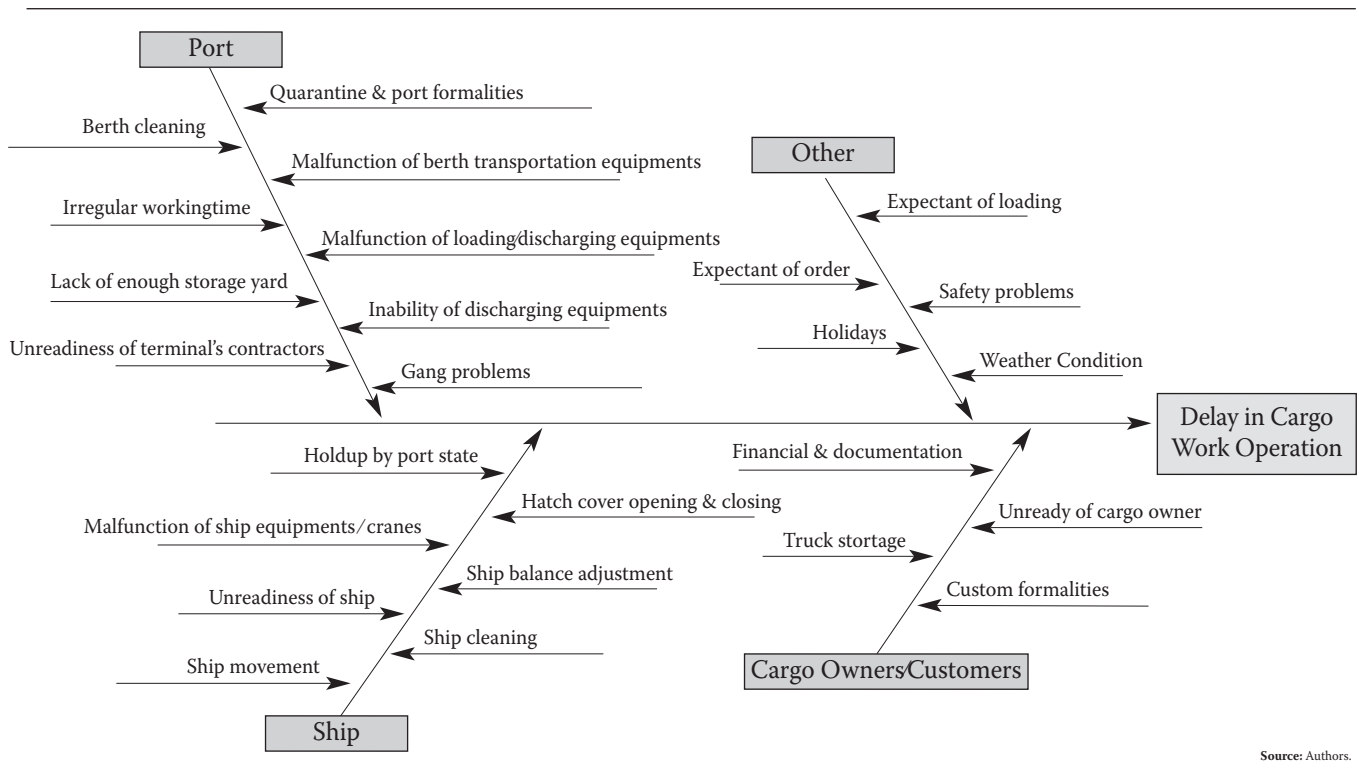 Port
Quarantine & port formalities
Berth cleaning
Malfunction of berth transportation equipments
Irregular workingtime
Malfunction of loading/discharging equipments
Lack of enough storage yard
Inability of discharging equipments
Unreadiness of terminal's contractors
Gang problems
Other
Expectant of loading
Expectant of order
Safety problems
Holidays
Weather Condition
Delay in Cargo
Work Operation
Holdup by port state
Hatch cover opening & closing
Malfunction of ship equipments/cranes
Ship balance adjustment
Unreadiness of ship
Ship cleaning
Ship movement
Ship
Financial & documentation
Unready of cargo owner
Truck stortage
Custom formalities
Cargo Owners/Customers
Source: Authors.